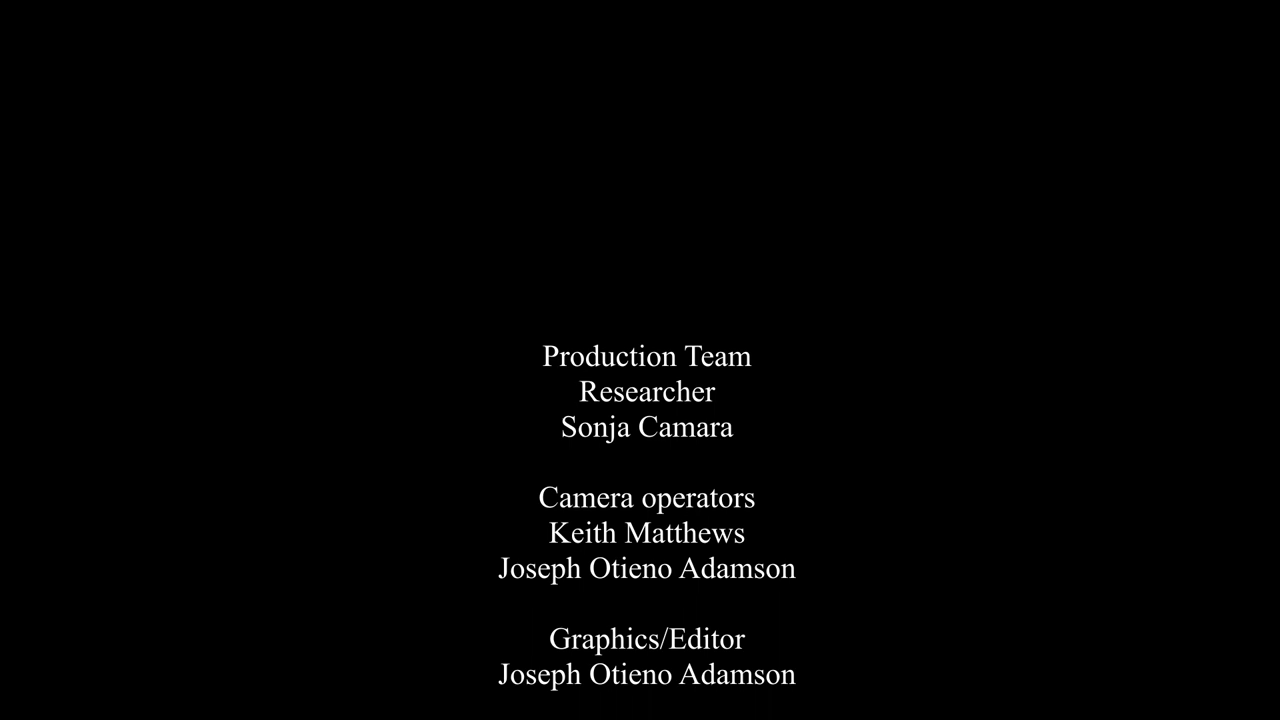 Production Team
Researcher
Sonja Camara
Camera operators
Keith Matthews
Joseph Otieno Adamson
Graphics/Editor
Joseph Otieno Adamson